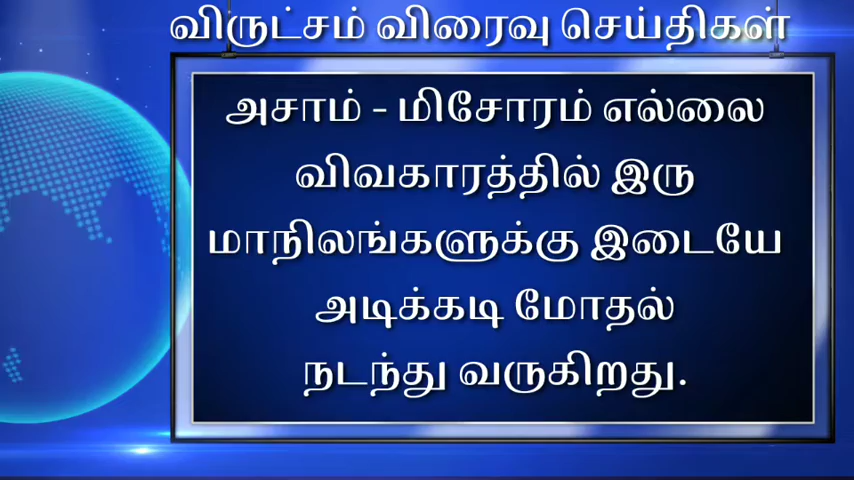 விருட்சம் விரைவு செய்திகள்
அசாம் - மிசோரம் எல்லை
விவகாரத்தில் இரு
மாநிலங்களுக்கு இடையே
அடிக்கடி மோதல்
நடந்து வருகிறது.